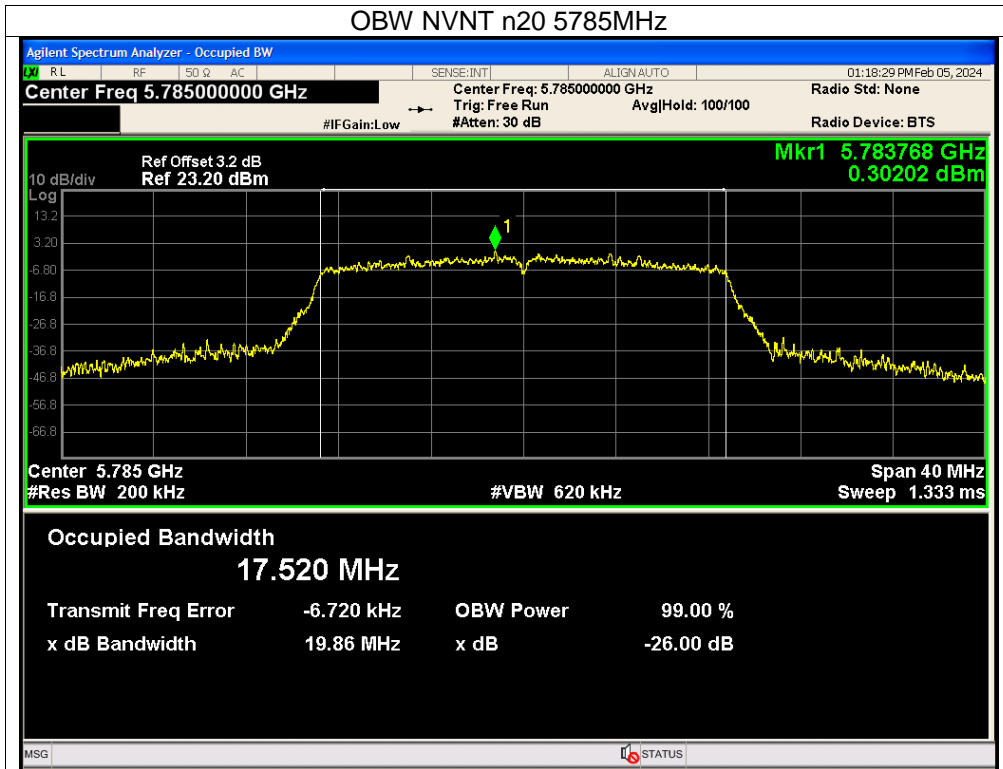 OBW NVNT n20 5785MHz
Agilent Spectrum Analyzer - Occupied BW
LXI RL RF 50 Ω AC SENSE:INT ALIGN AUTO 01:18:29 PM Feb 05, 2024
Center Freq 5.785000000 GHz Center Freq: 5.785000000 GHz Radio Std: None
Trig: Free Run Avg|Hold: 100/100
#IFGain:Low #Atten: 30 dB Radio Device: BTS
Mkr1 5.783768 GHz
0.30202 dBm
Ref Offset 3.2 dB
10 dB/div Ref 23.20 dBm
Log
13.2
1
3.20
-6.80
-16.8
-26.8
-36.8
-46.8
-56.8
-66.8
Center 5.785 GHz Span 40 MHz
#Res BW 200 kHz #VBW 620 kHz Sweep 1.333 ms
Occupied Bandwidth
17.520 MHz
Transmit Freq Error -6.720 kHz OBW Power 99.00 %
x dB Bandwidth 19.86 MHz x dB -26.00 dB
MSG STATUS